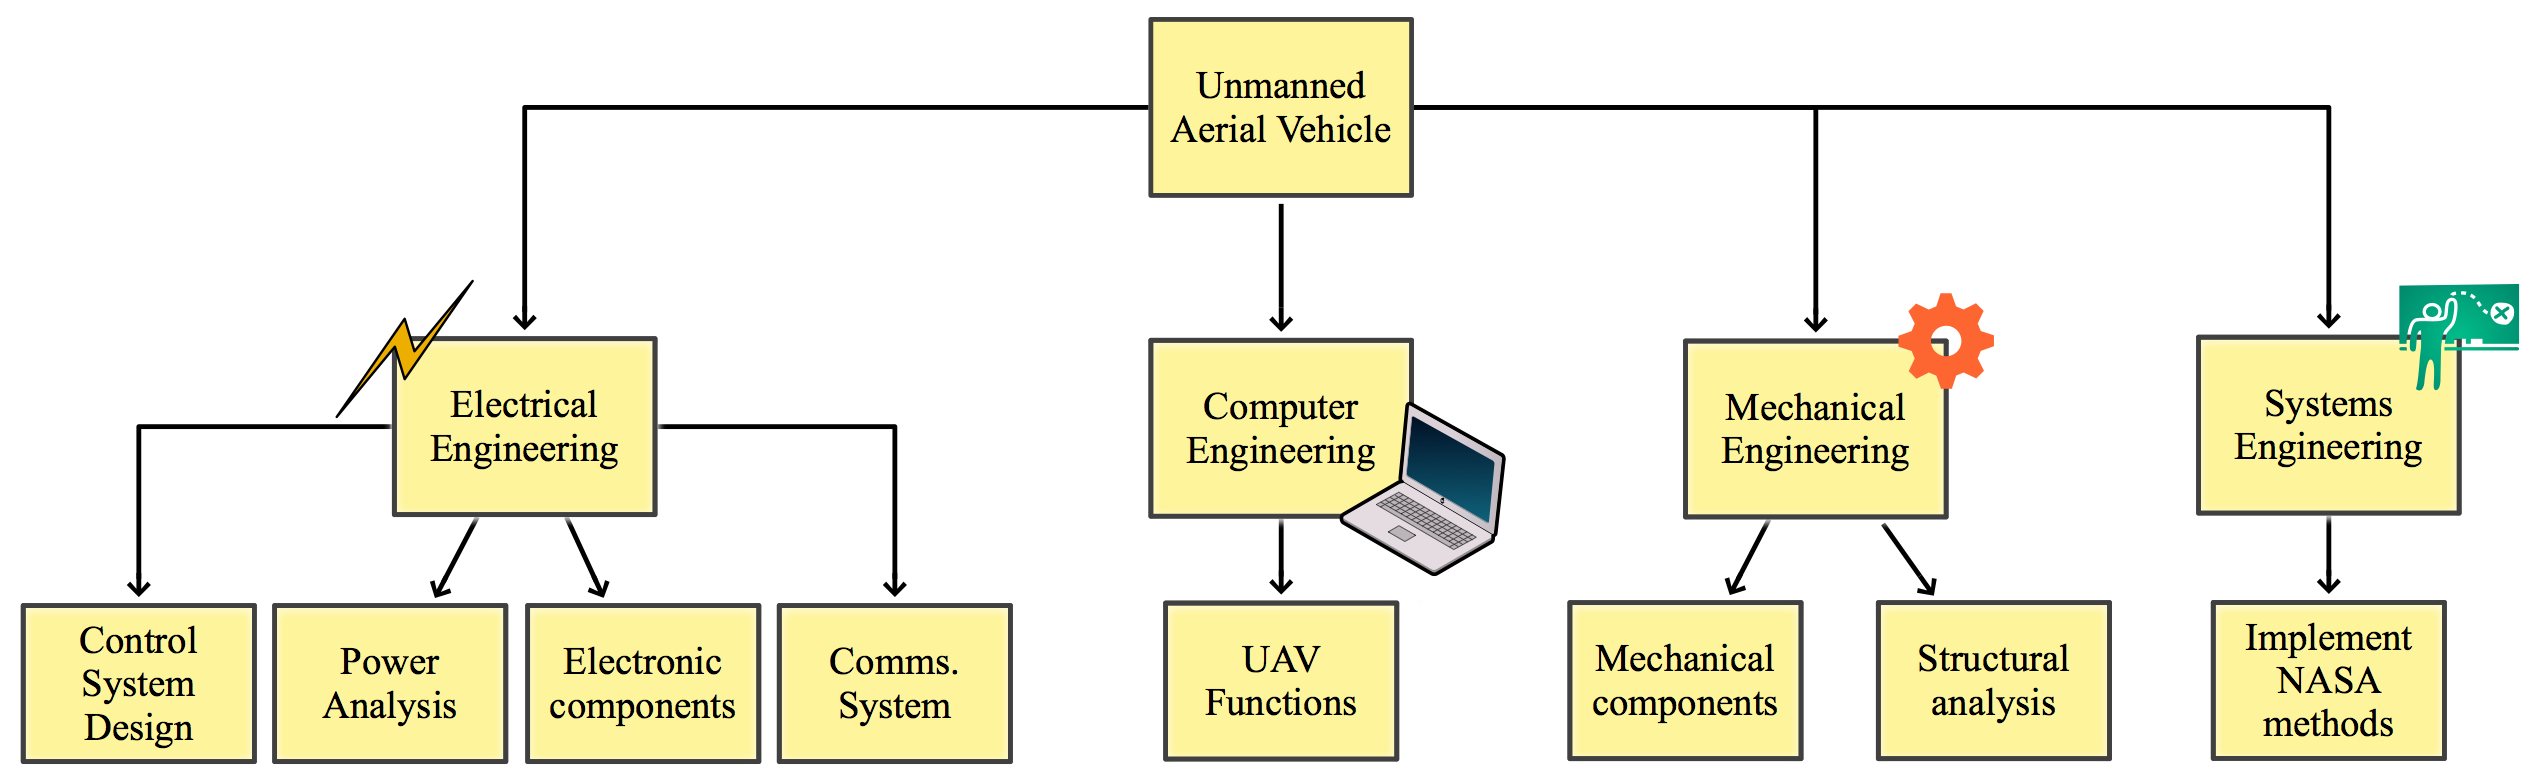 Unmanned
Aerial Vehicle
Electrical
Engineering
Computer
Engineering
Mechanical
Engineering
Systems
Engineering
Control
System
Design
Power
Analysis
Electronic
components
Comms.
System
UAV
Functions
Mechanical
components
Structural
analysis
Implement
NASA
methods